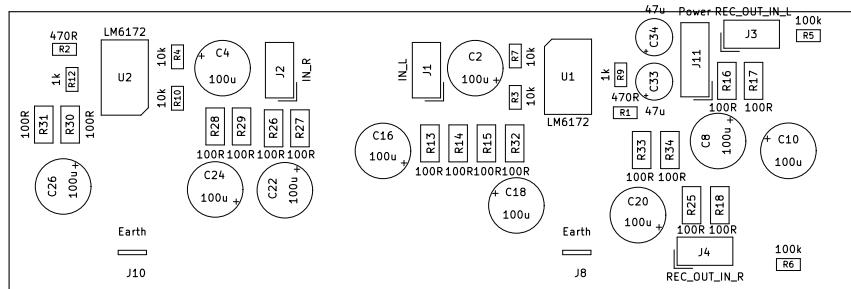 47u
Power REC_OUT_IN_L
100k
470R
R2
LM6172
U2
R4
10k
C4
100u
J2
IN_R
IN_L
J1
C2
100u
R7
10k
U1
C34
J11
J3
R5
1k
R12
10k
R10
R3
10k
LM6172
1k
R9
C33
470R
R1
47u
R16
R17
100R
100R
100R
R31
R30
100R
R28
R29
R26
R27
100R
100R
100R
100R
C16
100u
R13
R14
R15
R32
100R
100R
100R
100R
R33
R34
100R
100R
C8
100u
C10
100u
C26
100u
C24
100u
C22
100u
C18
100u
C20
100u
R25
R18
100R
100R
Earth
J10
Earth
J8
J4
REC_OUT_IN_R
100k
R6